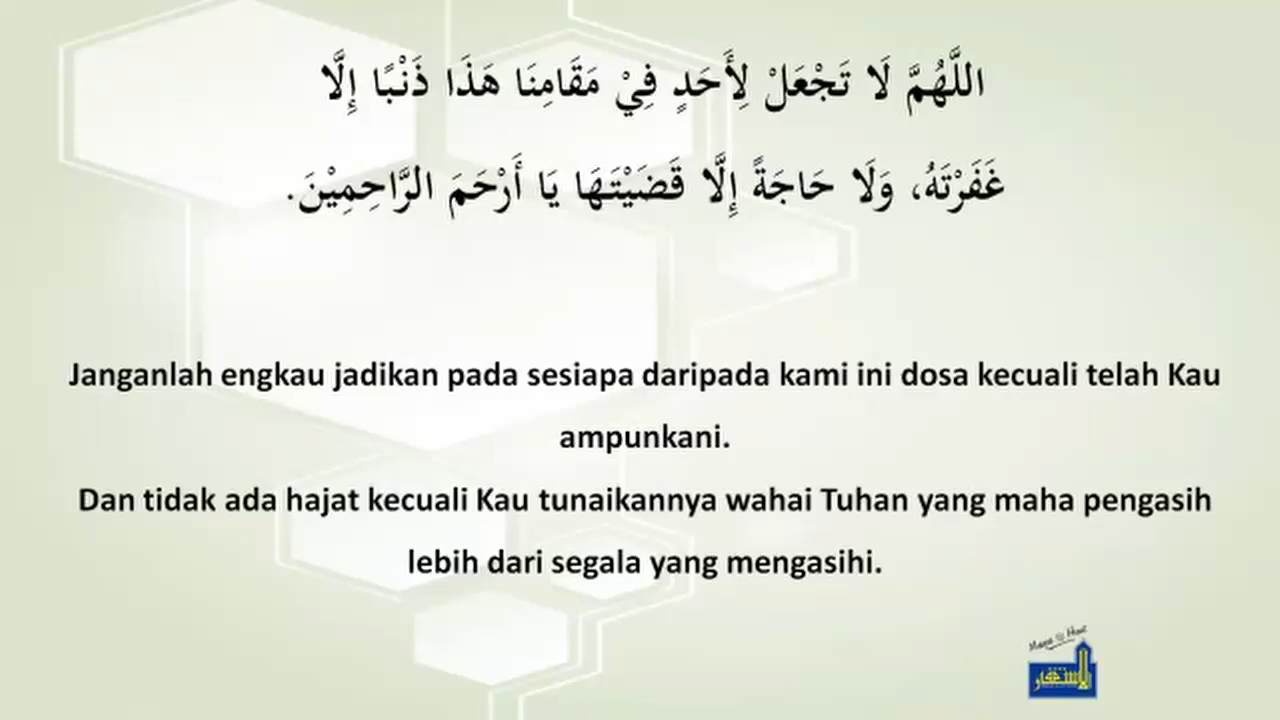 اللَّهُمَّ لَا تَجْعَلْ لِأَحَدٍ فِيْ مَقَامِنَا هَذَا ذَنْبًا إِلَّا
غَفَرْتَهُ، وَلَا حَاجَةً إِلَّا قَضَيْتَهَا يَا أَرْحَمَ الرَّاحِمِيْنَ.
Janganlah engkau jadikan pada sesiapa daripada kami ini dosa kecuali telah Kau
ampunkani.
Dan tidak ada hajat kecuali Kau tunaikannya wahai Tuhan yang maha pengasih
lebih dari segala yang mengasihi.